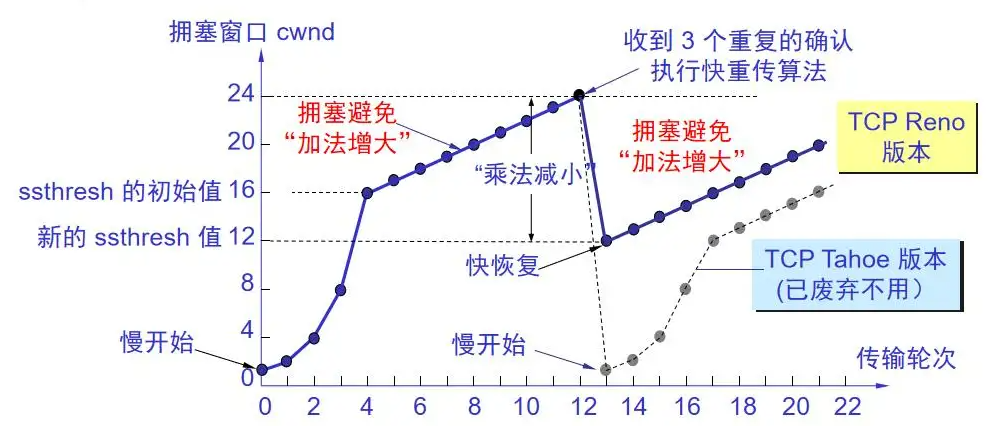 拥塞窗口 cwnd
收到 3 个重复的确认
执行快重传算法
24
拥塞避免
“加法增大”
拥塞避免
“加法增大”
TCP Reno
版本
20
“乘法减小”
ssthresh 的初始值 16
新的 ssthresh 值 12
快恢复
TCP Tahoe 版本
(已废弃不用）
8
4
慢开始
慢开始
传输轮次
0
0 2 4 6 8 10 12 14 16 18 20 22